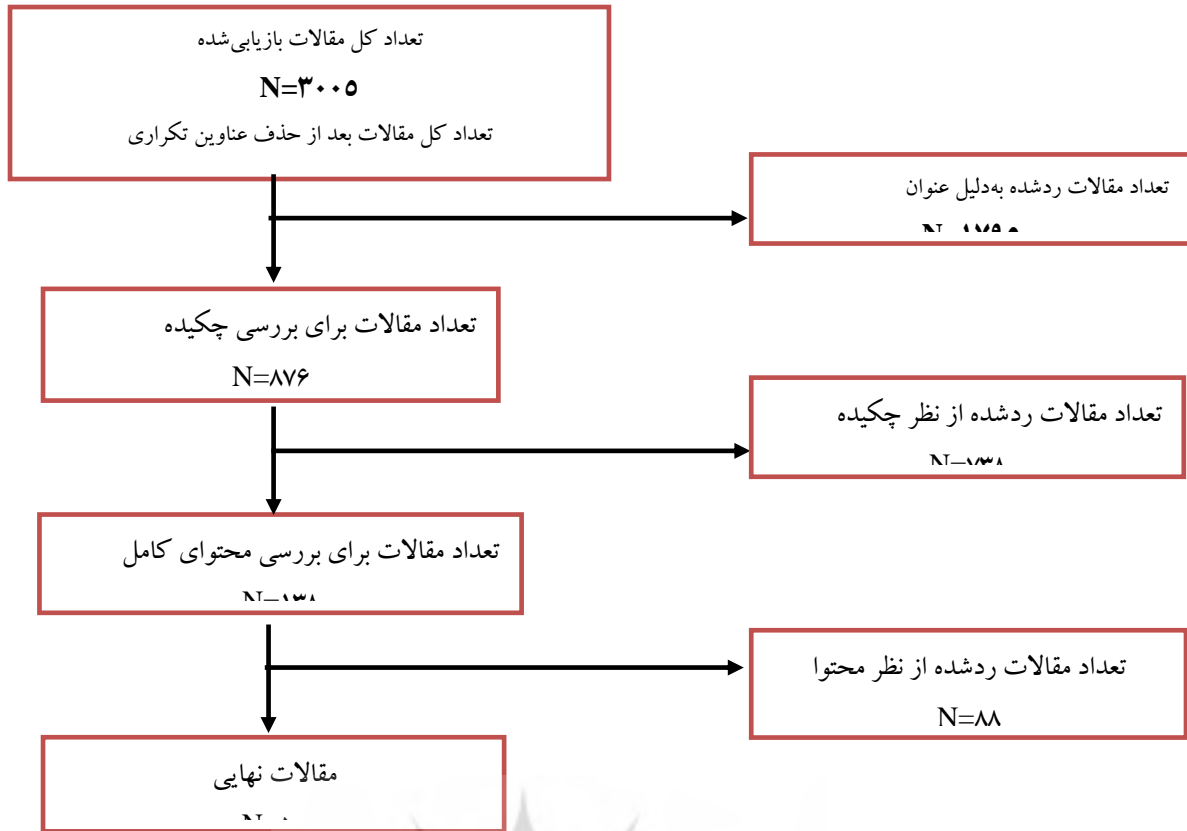 تعداد کل مقالات بازیابی‌شده
N=۳۰۰۵
تعداد کل مقالات بعد از حذف عناوین تکراری
تعداد مقالات ردشده به‌دلیل عنوان
تعداد مقالات برای بررسی چکیده
N=۸۷۶
تعداد مقالات ردشده از نظر چکیده
N=۷۳۸
تعداد مقالات برای بررسی محتوای کامل
N=۱۳۸
تعداد مقالات ردشده از نظر محتوا
N=۸۸
مقالات نهایی